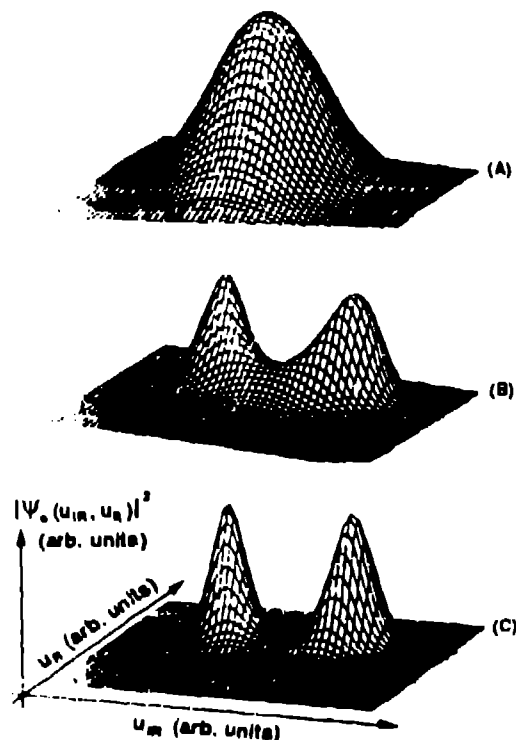 (A)
(B)
|Ψ₀(u_IR, u_R)|²
(arb. units)
u_R (arb. units)
(C)
u_IR (arb. units)